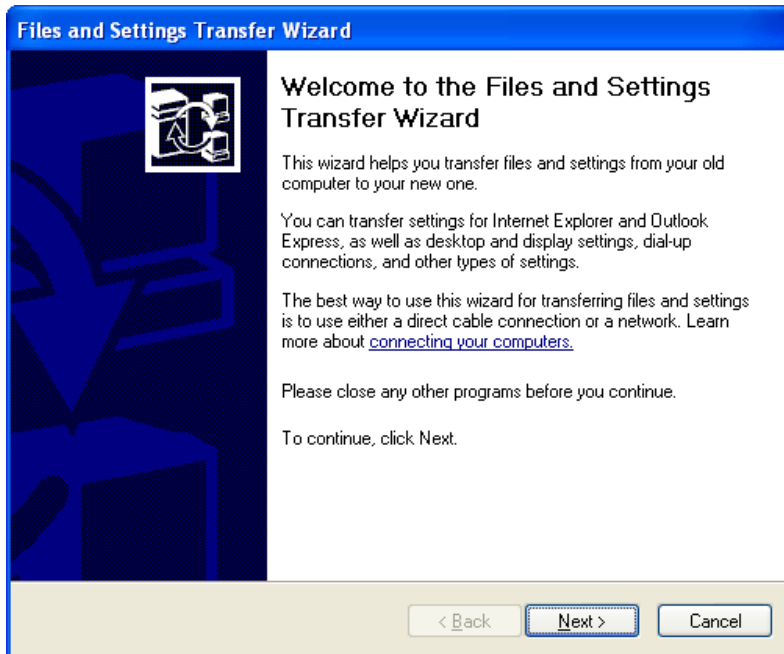 Files and Settings Transfer Wizard
Welcome to the Files and Settings
Transfer Wizard
This wizard helps you transfer files and settings from your old
computer to your new one.
You can transfer settings for Internet Explorer and Outlook
Express, as well as desktop and display settings, dial-up
connections, and other types of settings.
The best way to use this wizard for transferring files and settings
is to use either a direct cable connection or a network. Learn
more about connecting your computers.
Please close any other programs before you continue.
To continue, click Next.
< Back Next > Cancel